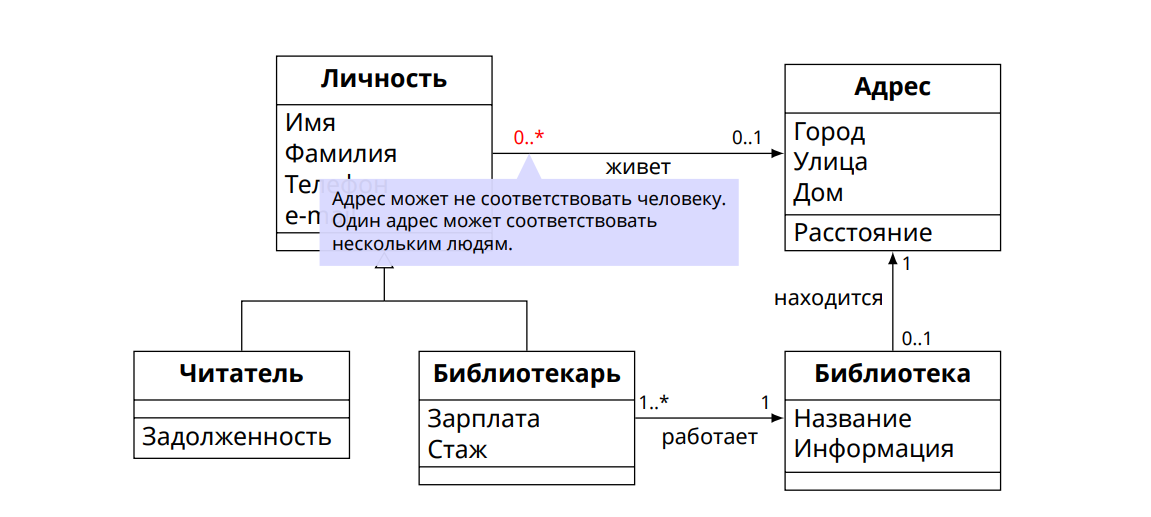 Личность
Имя
Фамилия
Телефон
Адрес
Город
Улица
Дом
Расстояние
0..*
0..1
живет
Адрес может не соответствовать человеку.
Один адрес может соответствовать
нескольким людям.
1
находится
0..1
Читатель
Задолженность
Библиотекарь
Зарплата
Стаж
1..*
1
работает
Библиотека
Название
Информация